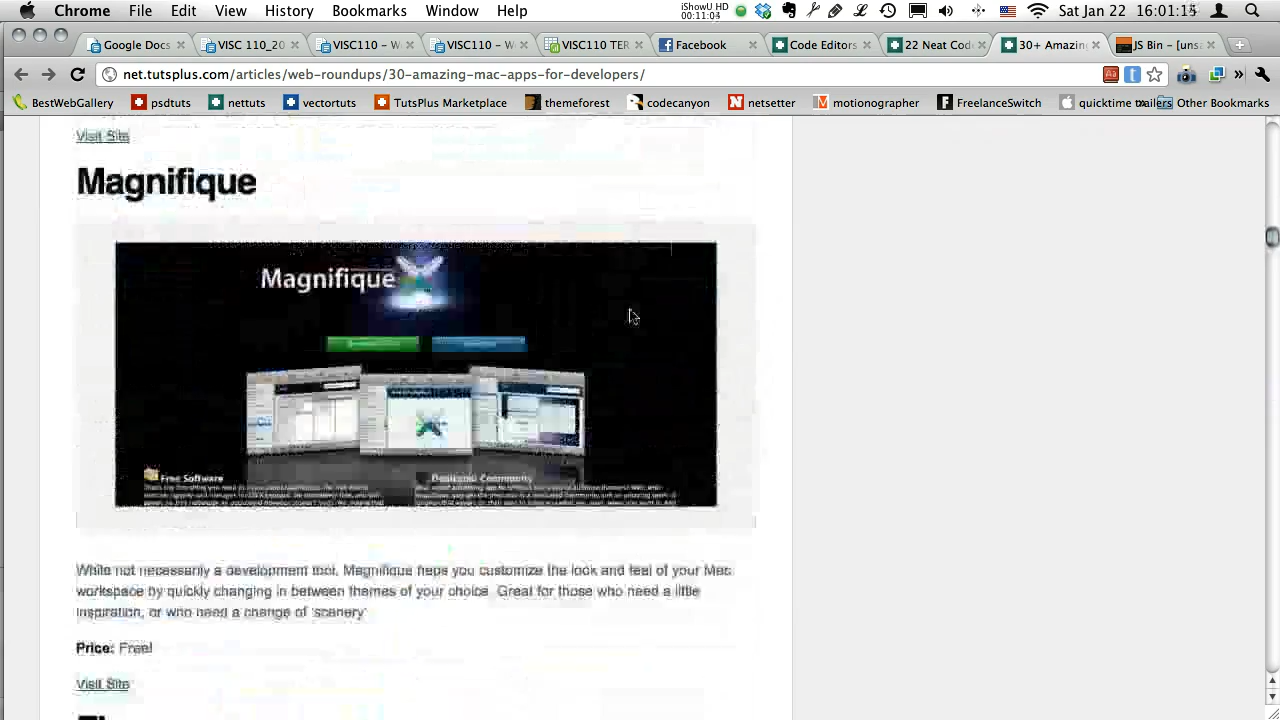 Chrome File Edit View History Bookmarks Window Help iShowU HD 00:11:03 Sat Jan 22 16:01:15
Google Docs VISC 110_20 VISC110 – W VISC110 – W VISC110 TER Facebook Code Editors 22 Neat Cod 30+ Amazing JS Bin - [uns
net.tutsplus.com/articles/web-roundups/30-amazing-mac-apps-for-developers/
BestWebGallery psdtuts nettuts vectortuts TutsPlus Marketplace themeforest codecanyon netsetter motionographer FreelanceSwitch quicktime Other Bookmarks
Visit Site
Magnifique
Magnifique
Free Software
While not necessarily a development tool, Magnifique helps you customize the look and feel of your Mac
workspace by quickly changing in between themes of your choice. Great for those who need a little
inspiration, or who need a change of 'scenery'
Price: Free!
Visit Site